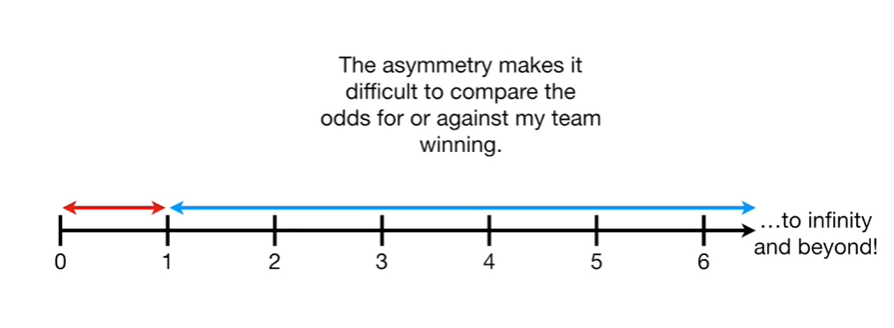 The asymmetry makes it
difficult to compare the
odds for or against my team
winning.
...to infinity
and beyond!
0 1 2 3 4 5 6